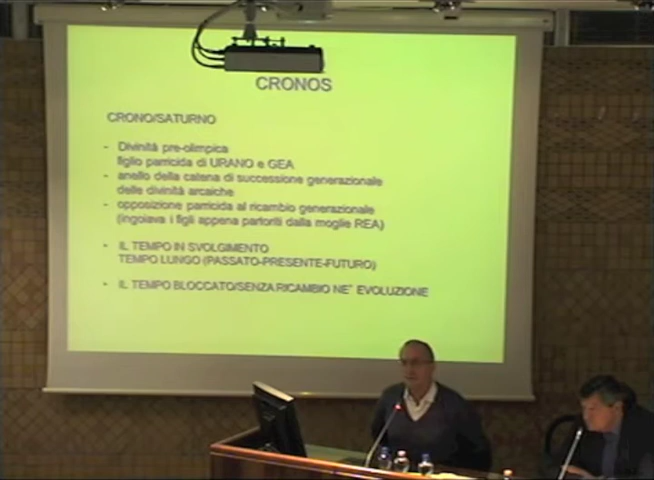 CRONOS
CRONO/SATURNO
- Divinità pre-olimpica
figlio parricida di URANO e GEA
- anello della catena di successione generazionale
delle divinità arcaiche
- opposizione parricida al ricambio generazionale
(ingoiava i figli appena partoriti dalla moglie REA)
• IL TEMPO IN SVOLGIMENTO
TEMPO LUNGO (PASSATO-PRESENTE-FUTURO)
• IL TEMPO BLOCCATO/SENZA RICAMBIO NE' EVOLUZIONE